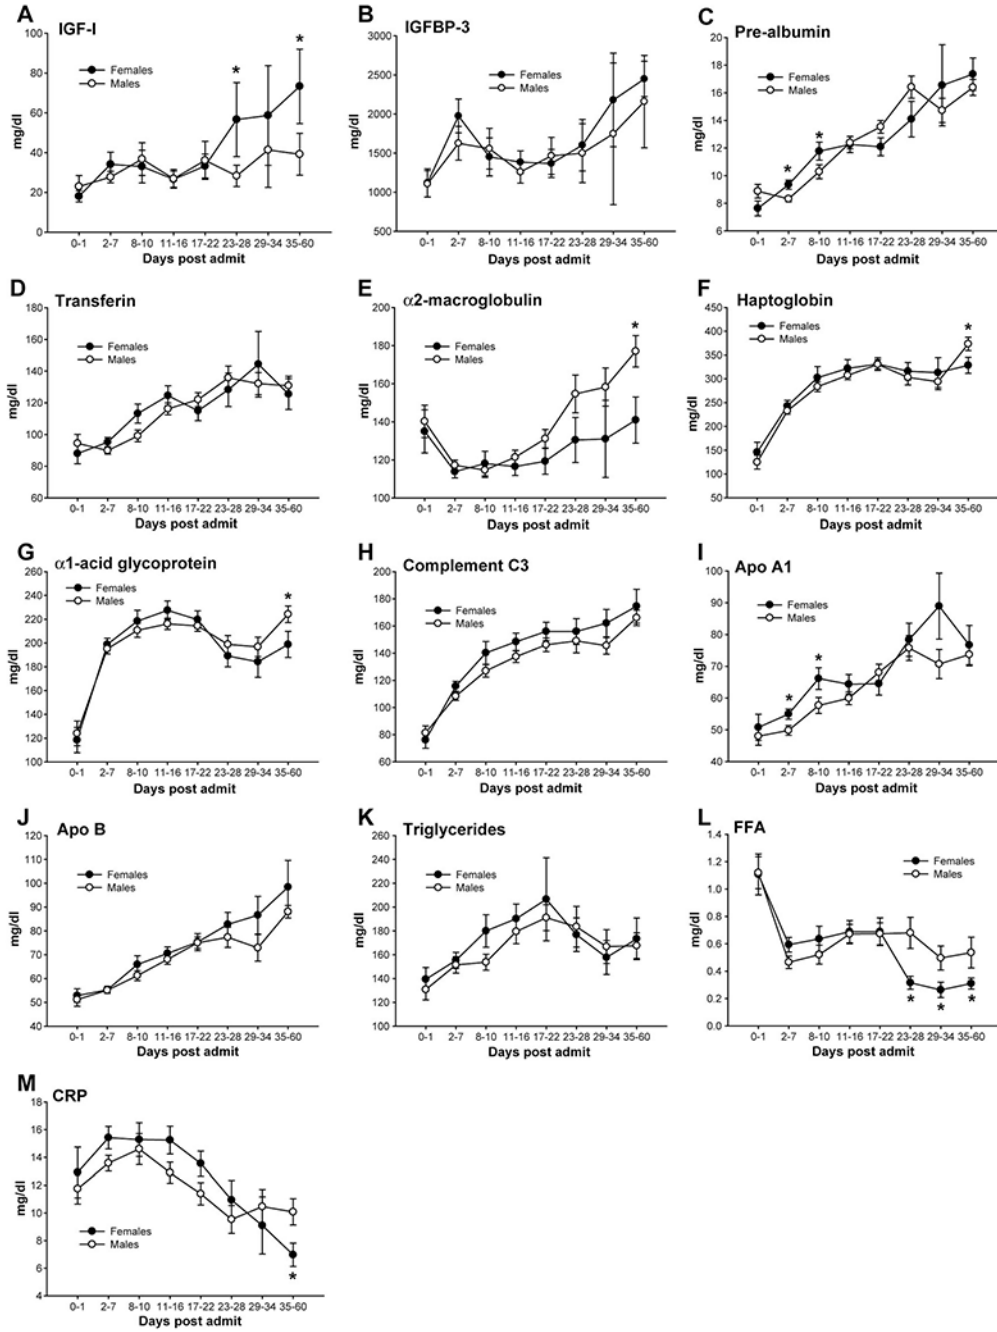 A IGF-I
100
80
60
40
20
0
mg/dl
Females
Males
*
*
0-1 2-7 8-10 11-16 17-22 23-28 29-34 35-60
Days post admit
B IGFBP-3
3000
2500
2000
1500
1000
500
mg/dl
Females
Males
0-1 2-7 8-10 11-16 17-22 23-28 29-34 35-60
Days post admit
C Pre-albumin
20
18
16
14
12
10
8
6
mg/dl
Females
Males
*
*
0-1 2-7 8-10 11-16 17-22 23-28 29-34 35-60
Days post admit
D Transferin
180
160
140
120
100
80
60
mg/dl
Females
Males
0-1 2-7 8-10 11-16 17-22 23-28 29-34 35-60
Days post admit
E α2-macroglobulin
200
180
160
140
120
100
mg/dl
Females
Males
*
0-1 2-7 8-10 11-16 17-22 23-28 29-34 35-60
Days post admit
F Haptoglobin
450
400
350
300
250
200
150
100
50
mg/dl
Females
Males
*
0-1 2-7 8-10 11-16 17-22 23-28 29-34 35-60
Days post admit
G α1-acid glycoprotein
260
240
220
200
180
160
140
120
100
mg/dl
Females
Males
*
0-1 2-7 8-10 11-16 17-22 23-28 29-34 35-60
Days post admit
H Complement C3
200
180
160
140
120
100
80
60
mg/dl
Females
Males
0-1 2-7 8-10 11-16 17-22 23-28 29-34 35-60
Days post admit
I Apo A1
100
90
80
70
60
50
40
mg/dl
Females
Males
*
*
0-1 2-7 8-10 11-16 17-22 23-28 29-34 35-60
Days post admit
J Apo B
120
110
100
90
80
70
60
50
40
mg/dl
Females
Males
0-1 2-7 8-10 11-16 17-22 23-28 29-34 35-60
Days post admit
K Triglycerides
260
240
220
200
180
160
140
120
100
mg/dl
Females
Males
0-1 2-7 8-10 11-16 17-22 23-28 29-34 35-60
Days post admit
L FFA
1.4
1.2
1.0
0.8
0.6
0.4
0.2
0.0
mg/dl
Females
Males
*
*
*
0-1 2-7 8-10 11-16 17-22 23-28 29-34 35-60
Days post admit
M CRP
18
16
14
12
10
8
6
4
mg/dl
Females
Males
*
0-1 2-7 8-10 11-16 17-22 23-28 29-34 35-60
Days post admit